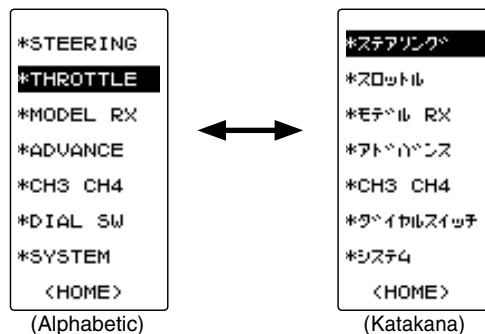 *STEERING
*THROTTLE
*MODEL RX
*ADVANCE
*CH3 CH4
*DIAL SW
*SYSTEM
<HOME>
(Alphabetic)
*ステアリング
*スロットル
*モデル RX
*アドバンス
*CH3 CH4
*ダイヤルスイッチ
*システム
<HOME>
(Katakana)